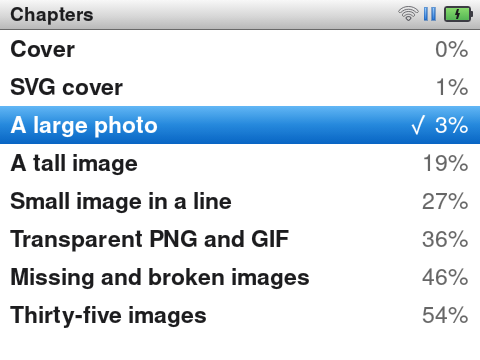 Chapters
Cover 0%
SVG cover 1%
A large photo √ 3%
A tall image 19%
Small image in a line 27%
Transparent PNG and GIF 36%
Missing and broken images 46%
Thirty-five images 54%